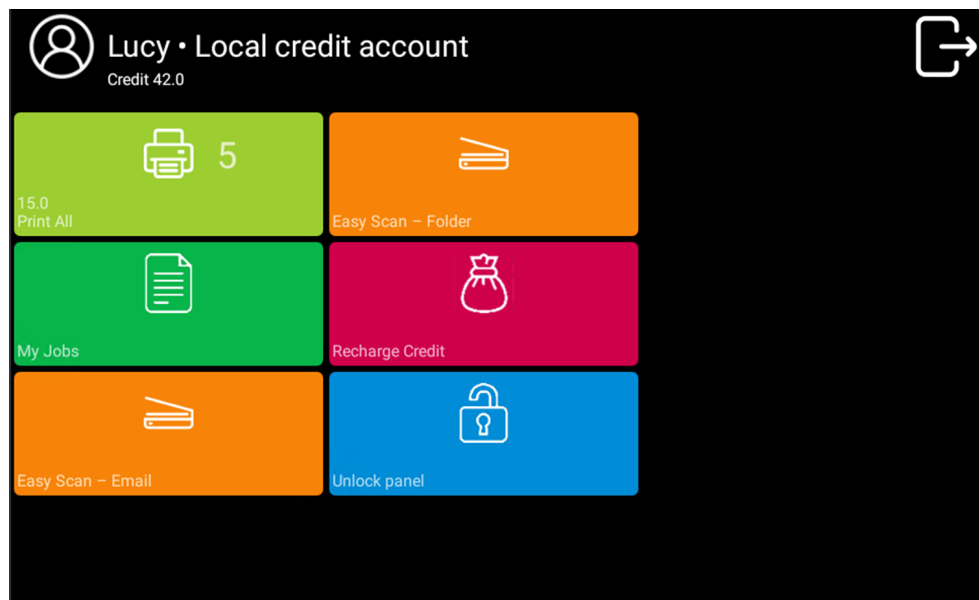 Lucy • Local credit account
Credit 42.0
5
15.0
Print All
Easy Scan – Folder
My Jobs
Recharge Credit
Easy Scan – Email
Unlock panel